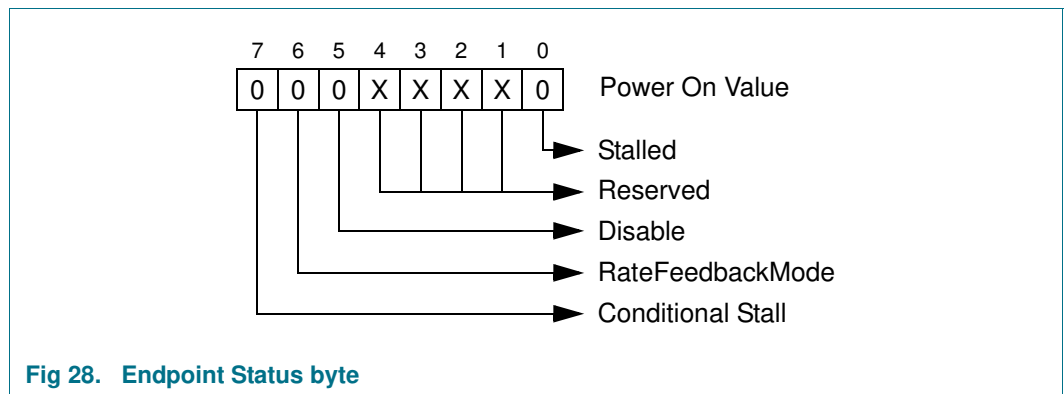 7 6 5 4 3 2 1 0
0 0 0 X X X X 0 Power On Value
Stalled
Reserved
Disable
RateFeedbackMode
Conditional Stall
Fig 28. Endpoint Status byte